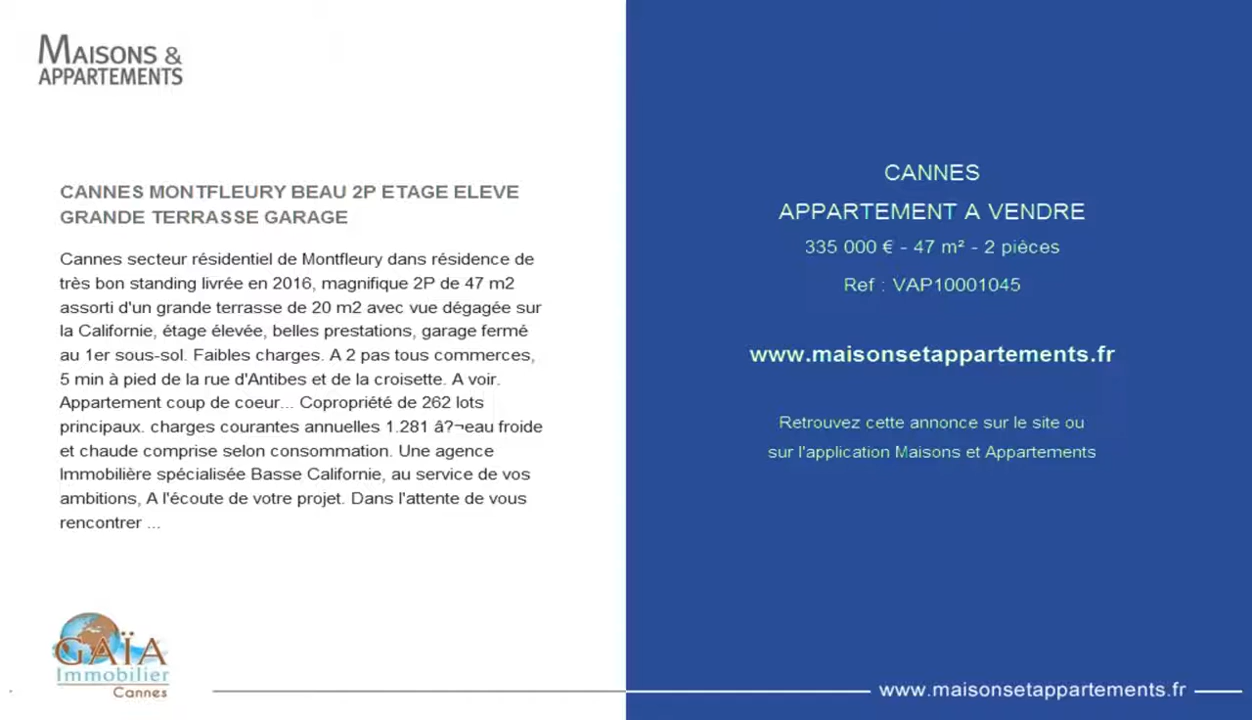 MAISONS &
APPARTEMENTS
CANNES MONTFLEURY BEAU 2P ETAGE ELEVE
GRANDE TERRASSE GARAGE
Cannes secteur résidentiel de Montfleury dans résidence de
très bon standing livrée en 2016, magnifique 2P de 47 m2
assorti d'un grande terrasse de 20 m2 avec vue dégagée sur
la Californie, étage élevée, belles prestations, garage fermé
au 1er sous-sol. Faibles charges. A 2 pas tous commerces,
5 min à pied de la rue d'Antibes et de la croisette. A voir.
Appartement coup de coeur... Copropriété de 262 lots
principaux. charges courantes annuelles 1.281 â?¬eau froide
et chaude comprise selon consommation. Une agence
Immobilière spécialisée Basse Californie, au service de vos
ambitions, A l'écoute de votre projet. Dans l'attente de vous
rencontrer ...
GAÏA
Immobilier
Cannes
CANNES
APPARTEMENT A VENDRE
335 000 € - 47 m² - 2 pièces
Ref : VAP10001045
www.maisonsetappartements.fr
Retrouvez cette annonce sur le site ou
sur l'application Maisons et Appartements
www.maisonsetappartements.fr